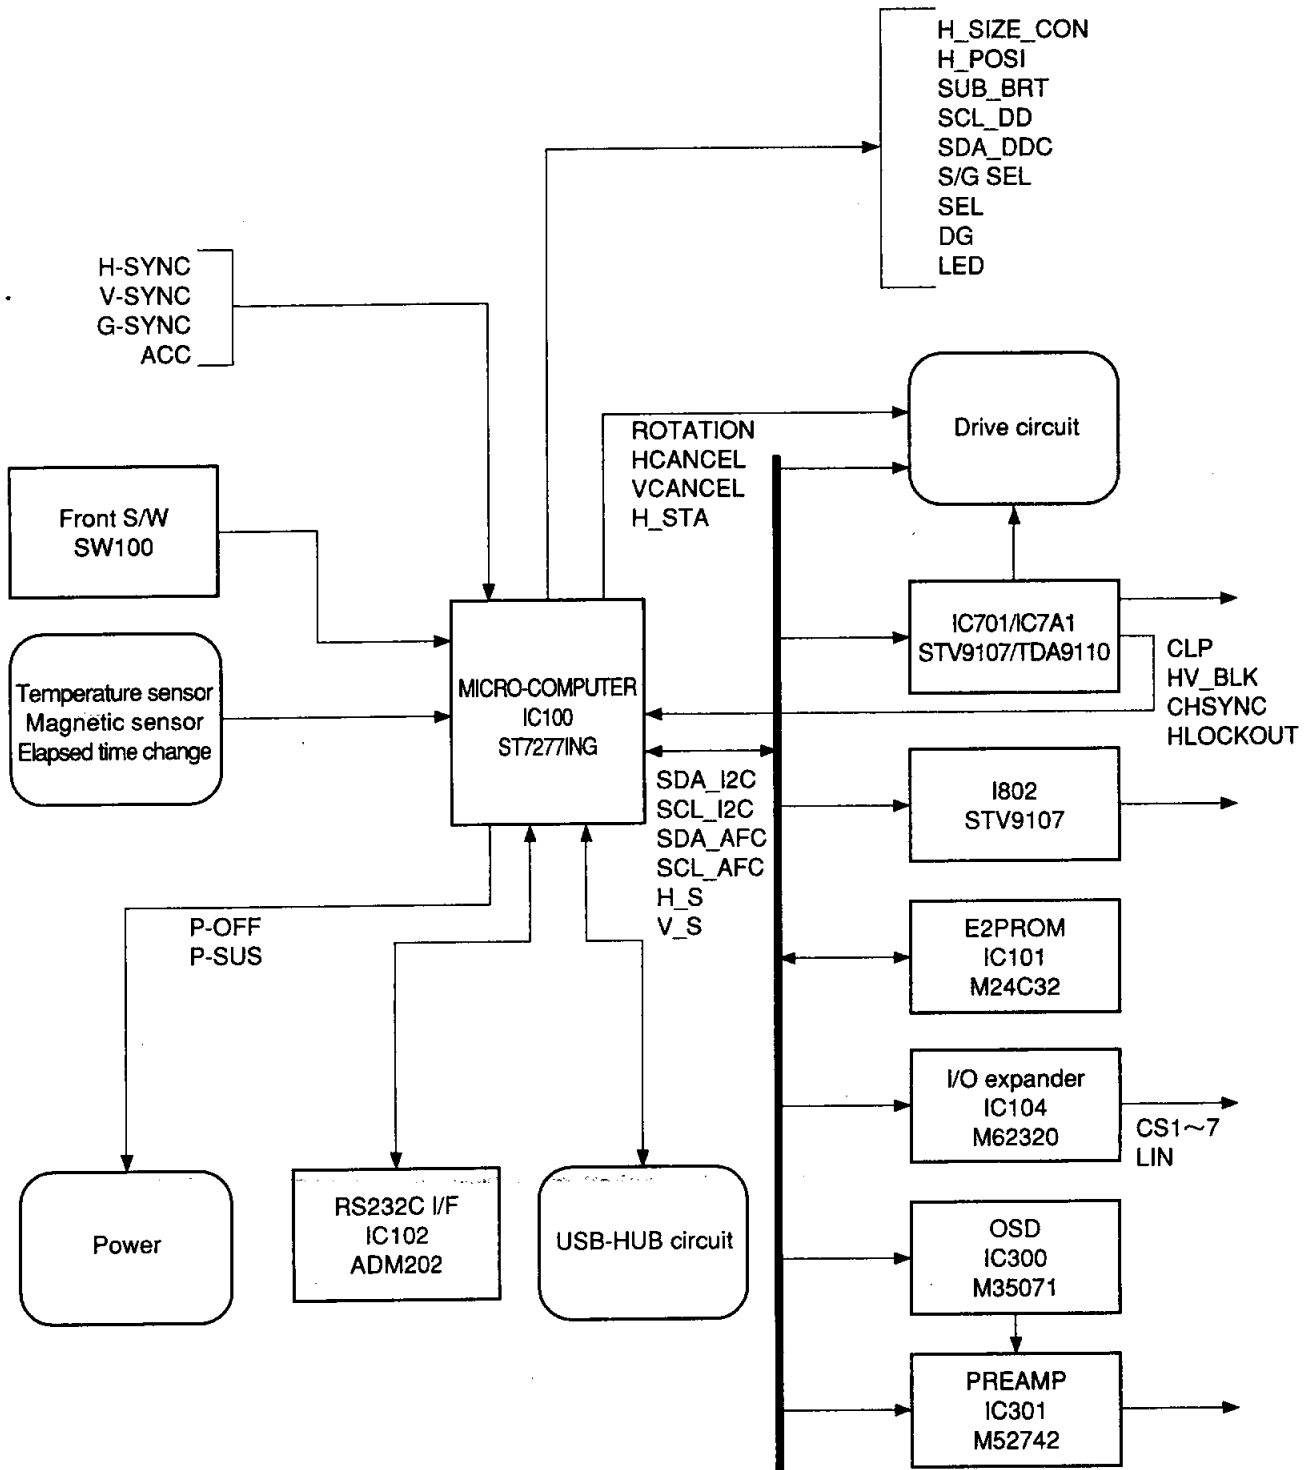 H_SIZE_CON
H_POSI
SUB_BRT
SCL_DD
SDA_DDC
S/G SEL
SEL
DG
LED
H-SYNC
V-SYNC
G-SYNC
ACC
ROTATION
HCANCEL
VCANCEL
H_STA
Drive circuit
Front S/W
SW100
IC701/IC7A1
STV9107/TDA9110
CLP
HV_BLK
CHSYNC
HLOCKOUT
Temperature sensor
Magnetic sensor
Elapsed time change
MICRO-COMPUTER
IC100
ST7277ING
SDA_I2C
SCL_I2C
SDA_AFC
SCL_AFC
H_S
V_S
I802
STV9107
P-OFF
P-SUS
E2PROM
IC101
M24C32
I/O expander
IC104
M62320
CS1～7
LIN
Power
RS232C I/F
IC102
ADM202
USB-HUB circuit
OSD
IC300
M35071
PREAMP
IC301
M52742